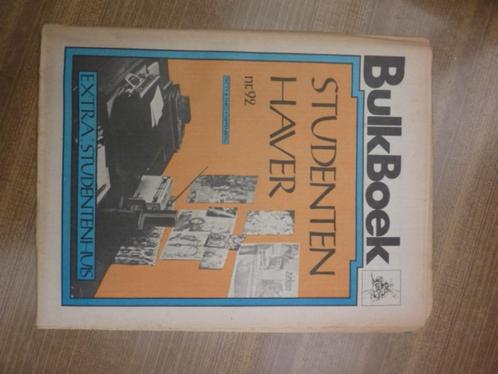 BulkBoek
STUDENTEN
HAVER
nr. 92
EXTRA: STUDENTENHUIS